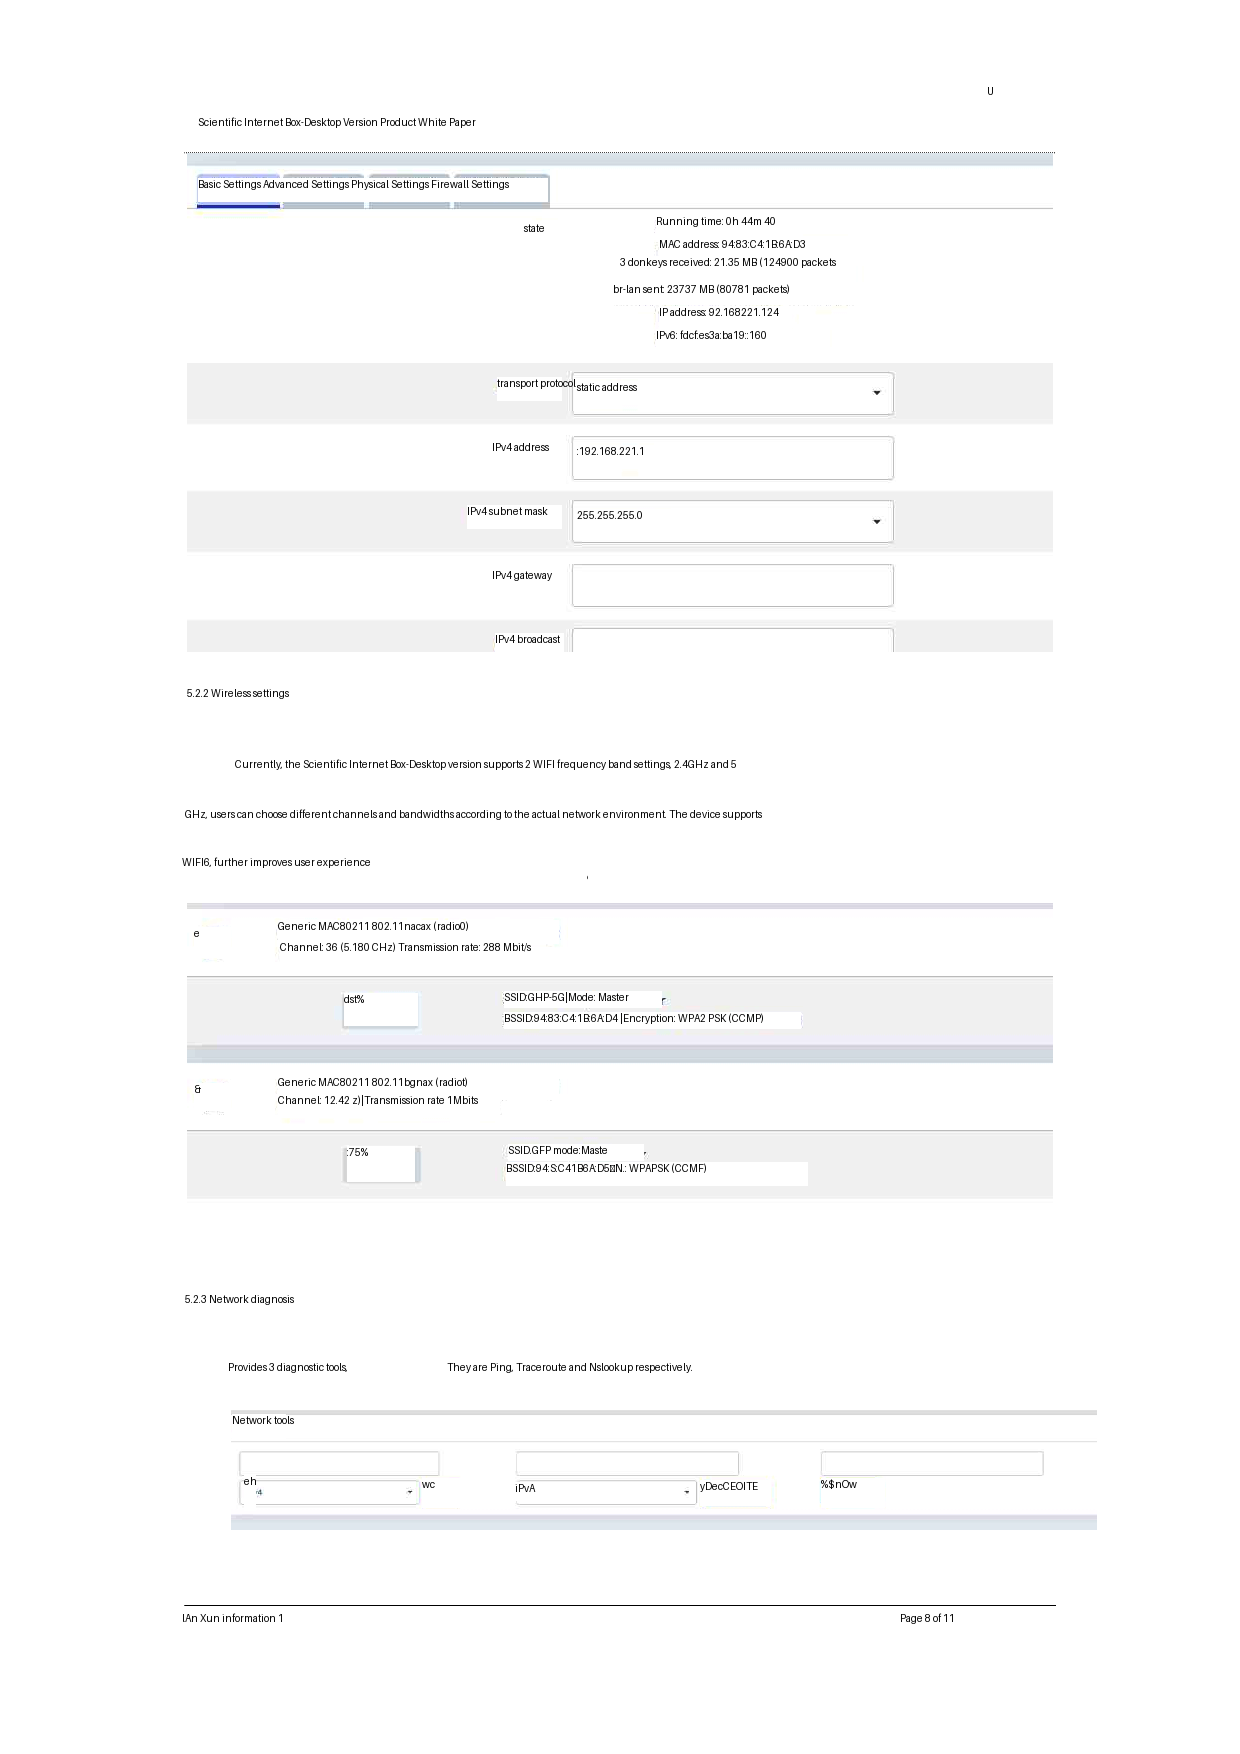 U
Scientific Internet Box-Desktop Version Product White Paper
Basic Settings Advanced Settings Physical Settings Firewall Settings
state
Running time: 0h 44m 40
MAC address: 94:83:C4:1B:6A:D3
3 donkeys received: 21.35 MB (124900 packets
br-lan sent: 23737 MB (80781 packets)
IP address: 92.168221.124
IPv6: fdcf:es3a:ba19::160
transport protocol static address
IPv4 address :192.168.221.1
IPv4 subnet mask 255.255.255.0
IPv4 gateway
IPv4 broadcast
5.2.2 Wireless settings
Currently, the Scientific Internet Box-Desktop version supports 2 WIFI frequency band settings, 2.4GHz and 5
GHz, users can choose different channels and bandwidths according to the actual network environment. The device supports
WIFI6, further improves user experience
,
e
Generic MAC80211 802.11nacax (radio0)
Channel: 36 (5.180 CHz) Transmission rate: 288 Mbit/s
dst%
SSID:GHP-5G|Mode: Master
BSSID:94:83:C4:1B:6A:D4 |Encryption: WPA2 PSK (CCMP)
&
Generic MAC80211 802.11bgnax (radiot)
Channel: 12.42 z)|Transmission rate 1Mbits
:75%
SSID.GFP mode:Maste
BSSID:94:S:C41B6A:D5 N.: WPAPSK (CCMF)
5.2.3 Network diagnosis
Provides 3 diagnostic tools, They are Ping, Traceroute and Nslookup respectively.
Network tools
eh v4 wc iPvA yDecCEOITE %$nOw
IAn Xun information 1 Page 8 of 11